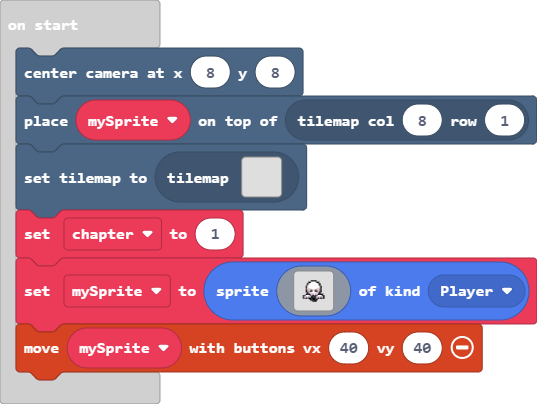 on start
center camera at x 8 y 8
place mySprite on top of tilemap col 8 row 1
set tilemap to tilemap
set chapter to 1
set mySprite to sprite of kind Player
move mySprite with buttons vx 40 vy 40